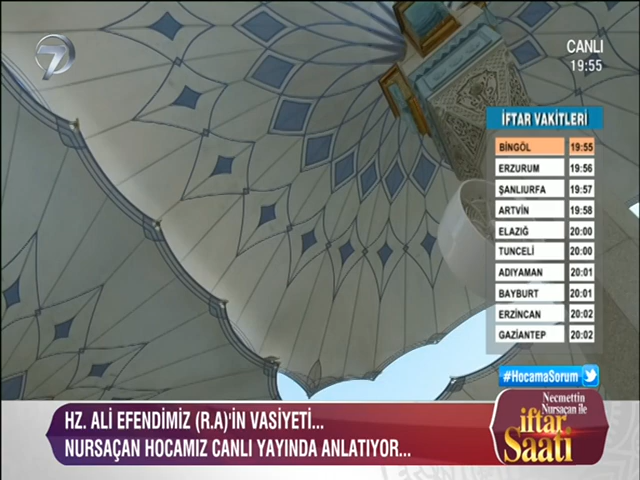 7
CANLI
19:55
İFTAR VAKİTLERİ
BİNGÖL 19:55
ERZURUM 19:56
ŞANLIURFA 19:57
ARTVİN 19:58
ELAZIĞ 20:00
TUNCELİ 20:00
ADIYAMAN 20:01
BAYBURT 20:01
ERZİNCAN 20:02
GAZİANTEP 20:02
#HocamaSorum
Necmettin
Nursaçan ile
iftar
Saati
HZ. ALİ EFENDİMİZ (R.A)'İN VASİYETİ...
NURSAÇAN HOCAMIZ CANLI YAYINDA ANLATIYOR...